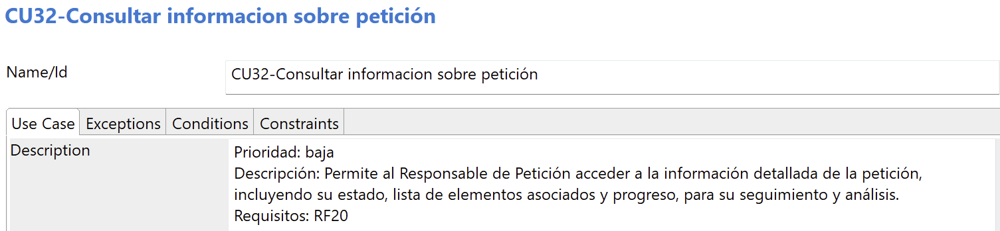 CU32-Consultar informacion sobre petición
Name/Id
CU32-Consultar informacion sobre petición
Use Case Exceptions Conditions Constraints
Description
Prioridad: baja
Descripción: Permite al Responsable de Petición acceder a la información detallada de la petición,
incluyendo su estado, lista de elementos asociados y progreso, para su seguimiento y análisis.
Requisitos: RF20